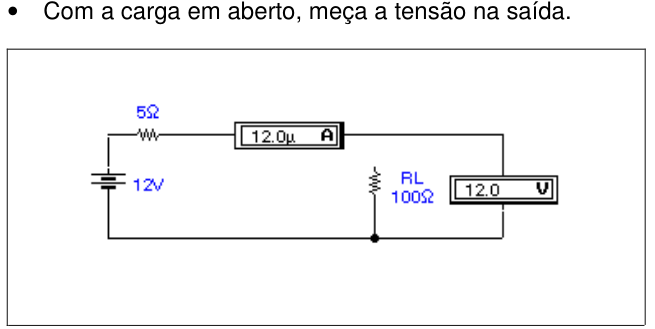 • Com a carga em aberto, meça a tensão na saída.
5Ω
12.0µ A
12V
RL
100Ω
12.0 V